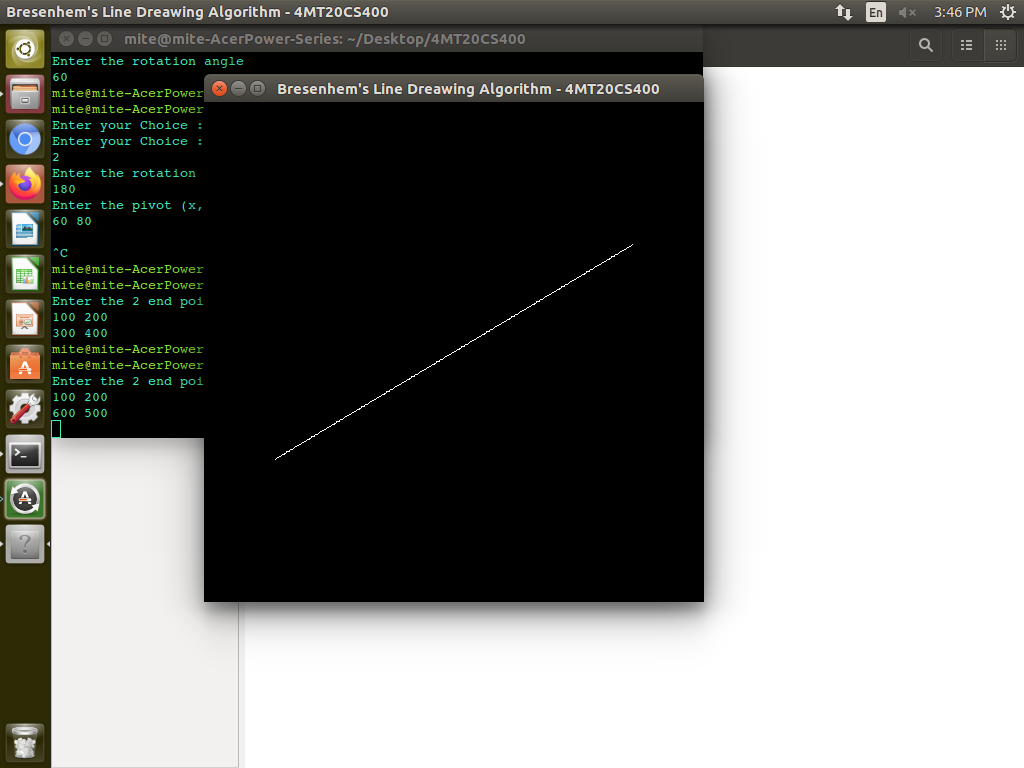 Bresenhem's Line Dreawing Algorithm - 4MT20CS400
En
3:46 PM
mite@mite-AcerPower-Series: ~/Desktop/4MT20CS400
Enter the rotation angle
60
mite@mite-AcerPower
mite@mite-AcerPower
Enter your Choice :
Enter your Choice :
2
Enter the rotation
180
Enter the pivot (x,
60 80
^C
mite@mite-AcerPower
mite@mite-AcerPower
Enter the 2 end poi
100 200
300 400
mite@mite-AcerPower
mite@mite-AcerPower
Enter the 2 end poi
100 200
600 500
Bresenhem's Line Dreawing Algorithm - 4MT20CS400